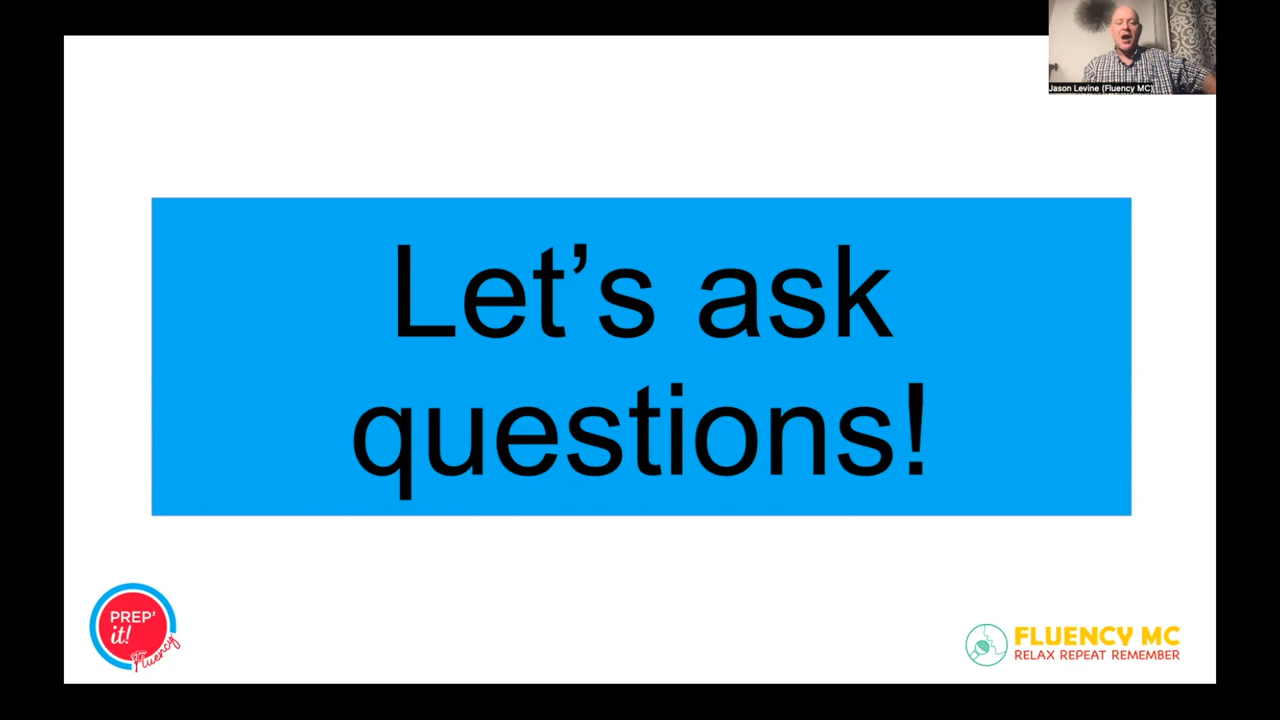 Jason Levine (Fluency MC)
Let's ask
questions!
PREP'
it!
Fluency
FLUENCY MC
RELAX REPEAT REMEMBER